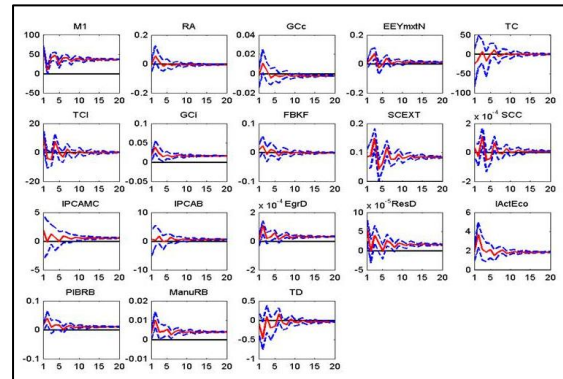 M1 RA GCc EEYmxtN TC
100 0.2 0.04 0.2 50
50 0.02 0.1 0
0 0 0 0 -50
-50 -0.2 -0.02 -0.1 -100
1 5 10 15 20 1 5 10 15 20 1 5 10 15 20 1 5 10 15 20 1 5 10 15 20
TCI GCi FBKF SCEXT x 10-4 SCC
20 0.1 0.1 0.2 2
0 0.05 0 0.1 0
0
-20 -0.05 -0.1 0 -2
1 5 10 15 20 1 5 10 15 20 1 5 10 15 20 1 5 10 15 20 1 5 10 15 20
IPCAMC IPCAB x 10-4 EgrD x 10-5 ResD IActEco
5 10 2 10 6
0 0 0 5 4
0 2
-5 -10 -2 -5 0
1 5 10 15 20 1 5 10 15 20 1 5 10 15 20 1 5 10 15 20 1 5 10 15 20
PIBRB ManuRB TD
0.1 0.02 0.5
0 0.01 0
0 -0.5
-0.1 -0.01 -1
1 5 10 15 20 1 5 10 15 20 1 5 10 15 20